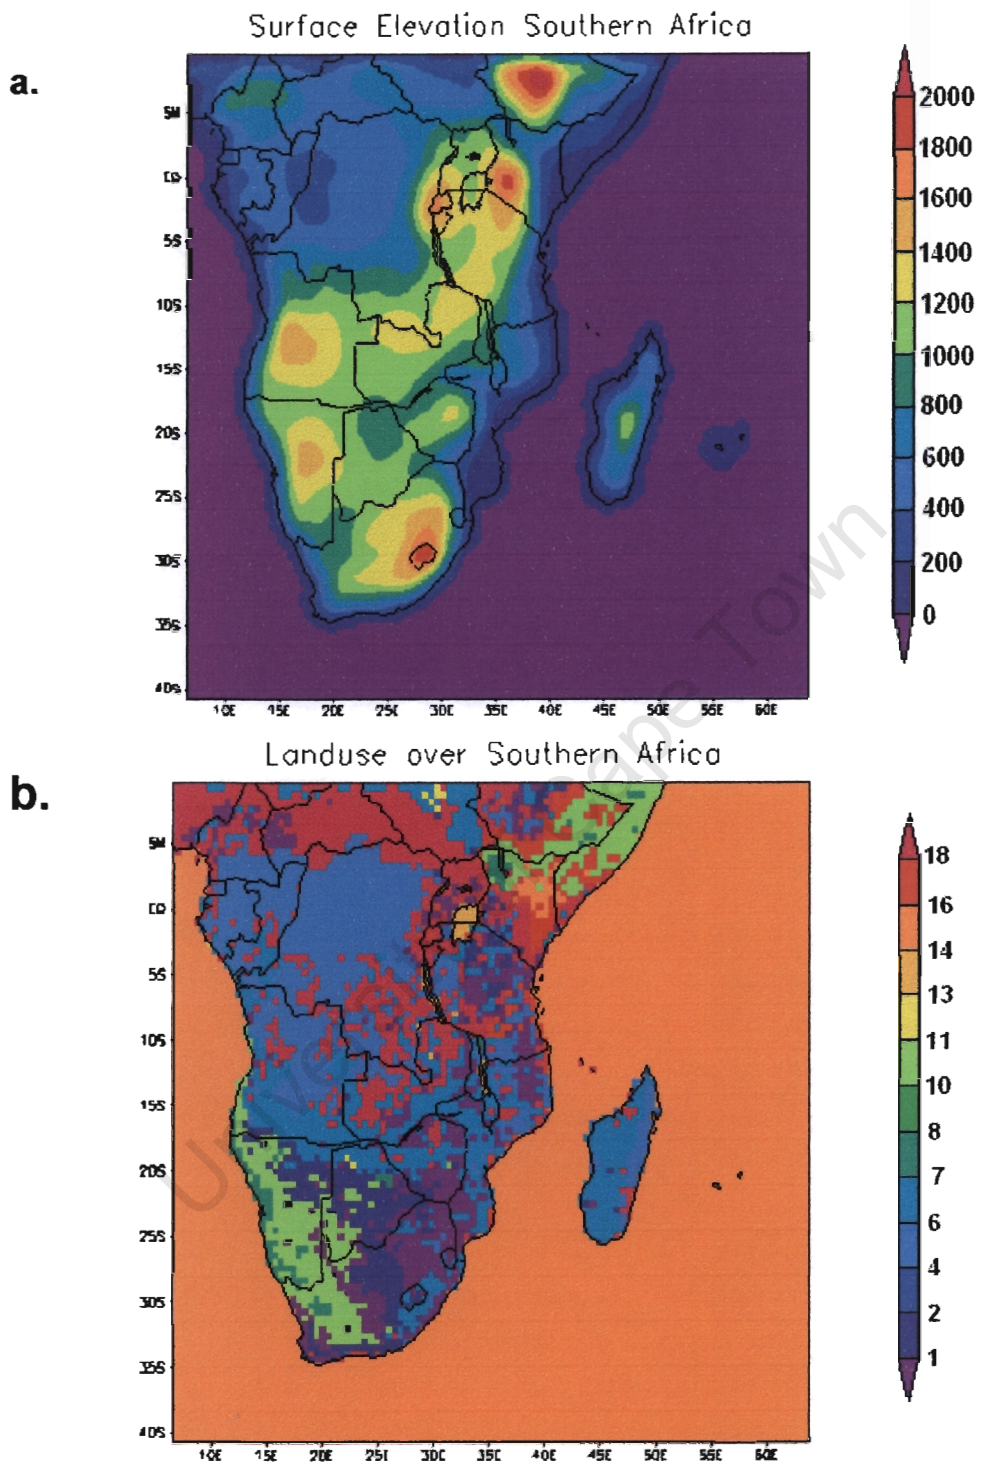 Surface Elevation Southern Africa
a.
5N
EQ
5S
10S
15S
20S
25S
30S
35S
40S
10E 15E 20E 25E 30E 35E 40E 45E 50E 55E 60E
2000
1800
1600
1400
1200
1000
800
600
400
200
0
Landuse over Southern Africa
b.
5N
EQ
5S
10S
15S
20S
25S
30S
35S
40S
10E 15E 20E 25E 30E 35E 40E 45E 50E 55E 60E
18
16
14
13
11
10
8
7
6
4
2
1